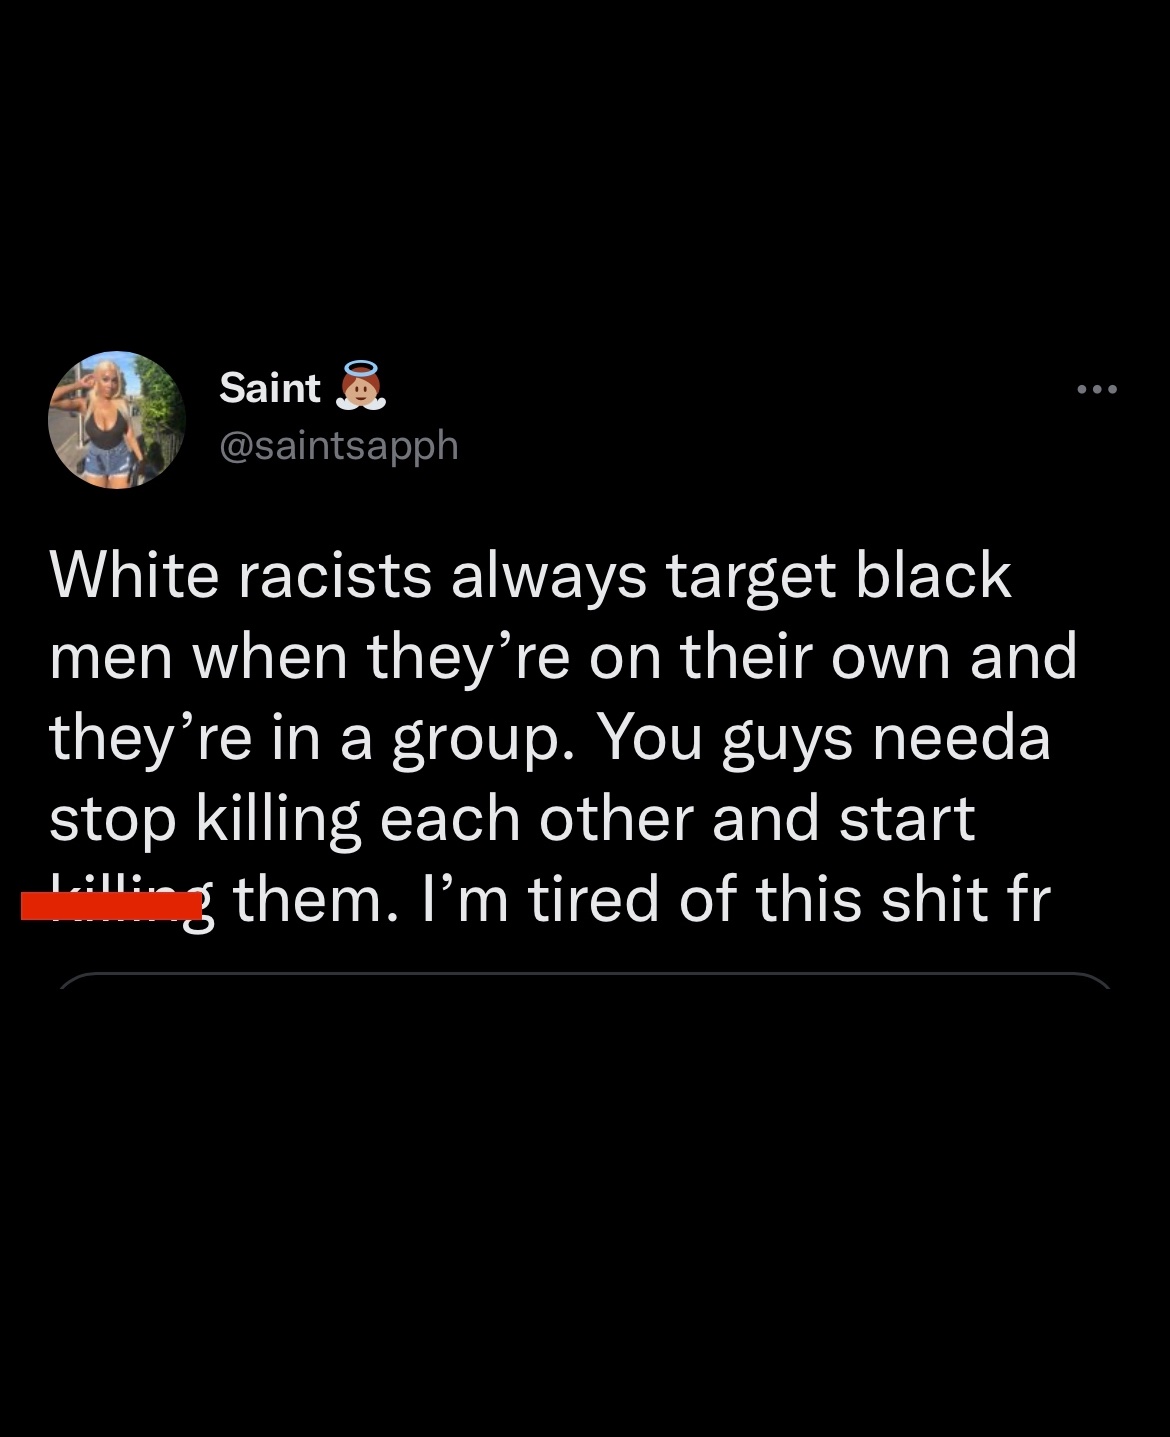 Saint
@saintsapph
White racists always target black
men when they’re on their own and
they’re in a group. You guys needa
stop killing each other and start
killing them. I’m tired of this shit fr